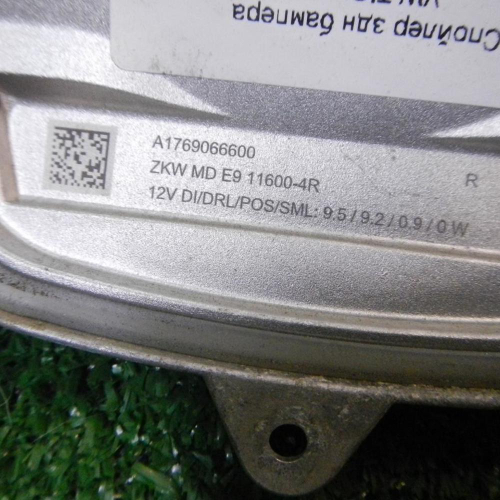 Спойлер здн бампера
VW
A1769066600
ZKW MD E9 11600-4R
R
12V DI/DRL/POS/SML: 9.5 / 9.2 / 0.9 / 0 W